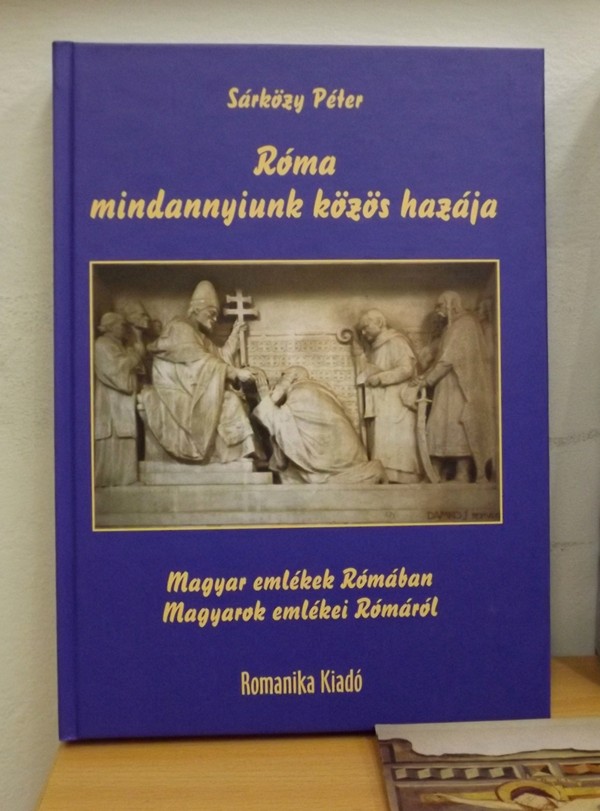 Sárközy Péter
Róma
mindannyiunk közös hazája
Magyar emlékek Rómában
Magyarok emlékei Rómáról
Romanika Kiadó